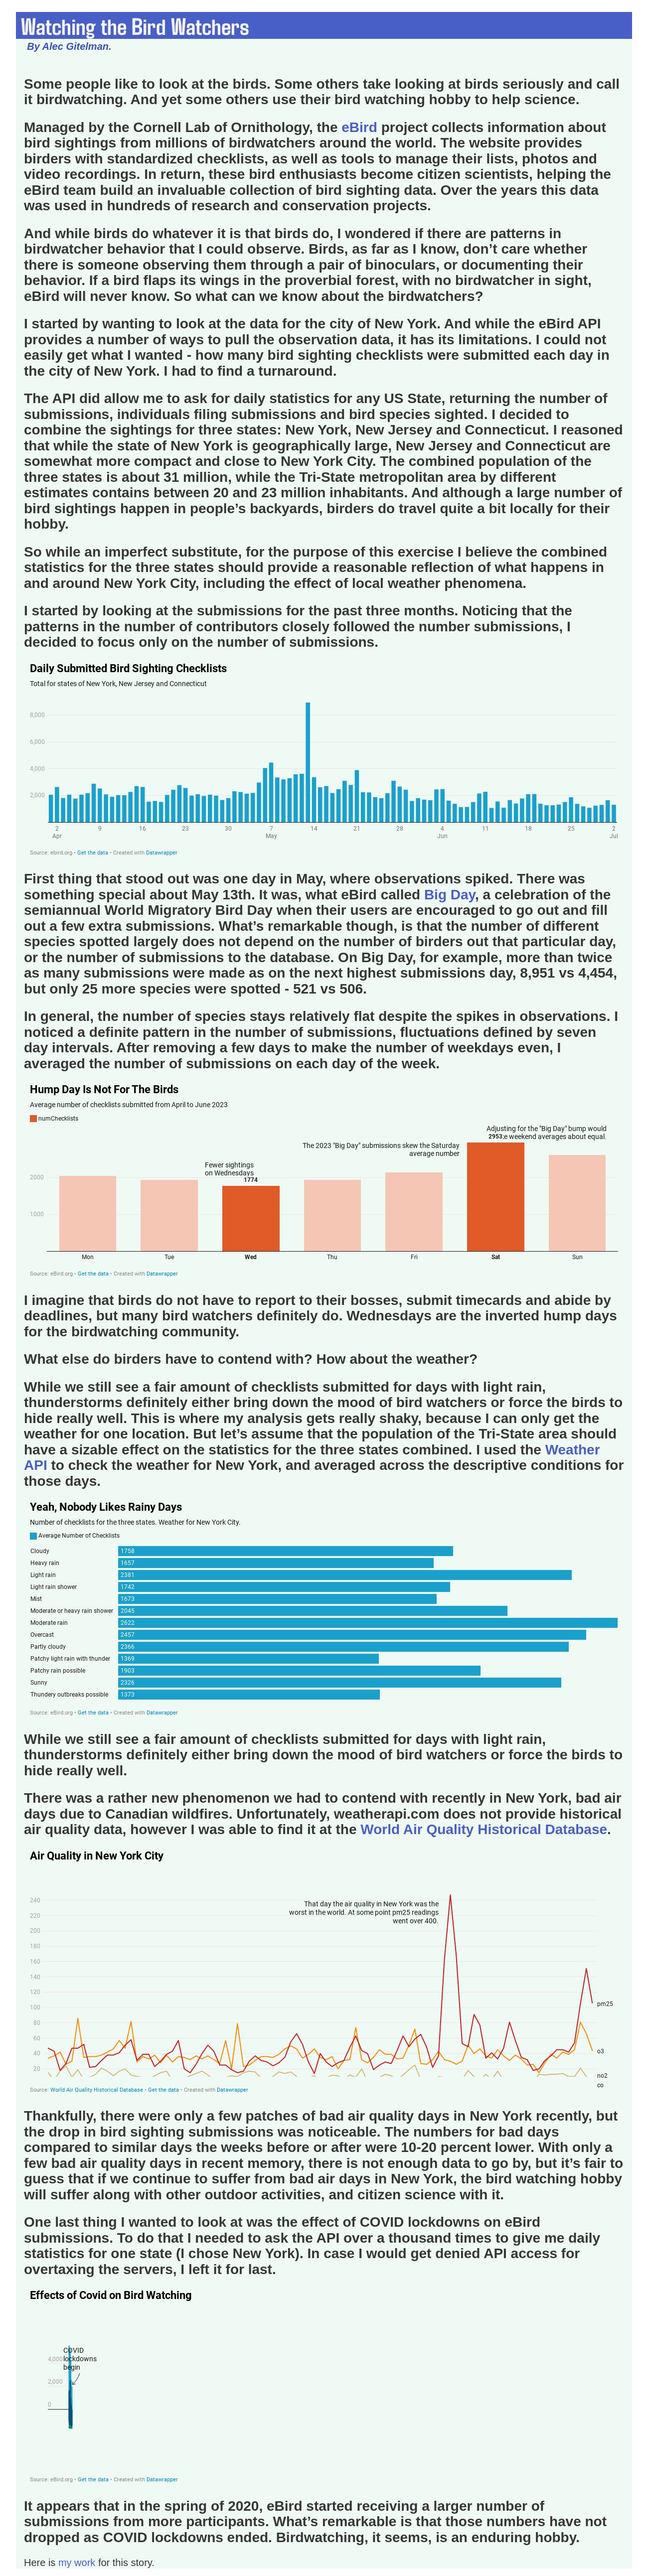 Watching the Bird Watchers
By Alec Gitelman.
Some people like to look at the birds. Some others take looking at birds seriously and call
it birdwatching. And yet some others use their bird watching hobby to help science.
Managed by the Cornell Lab of Ornithology, the eBird project collects information about
bird sightings from millions of birdwatchers around the world. The website provides
birders with standardized checklists, as well as tools to manage their lists, photos and
video recordings. In return, these bird enthusiasts become citizen scientists, helping the
eBird team build an invaluable collection of bird sighting data. Over the years this data
was used in hundreds of research and conservation projects.
And while birds do whatever it is that birds do, I wondered if there are patterns in
birdwatcher behavior that I could observe. Birds, as far as I know, don't care whether
there is someone observing them through a pair of binoculars, or documenting their
behavior. If a bird flaps its wings in the proverbial forest, with no birdwatcher in sight,
eBird will never know. So what can we know about the birdwatchers?
I started by wanting to look at the data for the city of New York. And while the eBird API
provides a number of ways to pull the observation data, it has its limitations. I could not
easily get what I wanted - how many bird sighting checklists were submitted each day in
the city of New York. I had to find a turnaround.
The API did allow me to ask for daily statistics for any US State, returning the number of
submissions, individuals filing submissions and bird species sighted. I decided to
combine the sightings for three states: New York, New Jersey and Connecticut. I reasoned
that while the state of New York is geographically large, New Jersey and Connecticut are
somewhat more compact and close to New York City. The combined population of the
three states is about 31 million, while the Tri-State metropolitan area by different
estimates contains between 20 and 23 million inhabitants. And although a large number of
bird sightings happen in people's backyards, birders do travel quite a bit locally for their
hobby.
So while an imperfect substitute, for the purpose of this exercise I believe the combined
statistics for the three states should provide a reasonable reflection of what happens in
and around New York City, including the effect of local weather phenomena.
I started by looking at the submissions for the past three months. Noticing that the
patterns in the number of contributors closely followed the number submissions, I
decided to focus only on the number of submissions.
Daily Submitted Bird Sighting Checklists
Total for states of New York, New Jersey and Connecticut
8,000
6,000
4,000
2,000
2 9 16 23 30 7 14 21 28 4 11 18 25 2
Apr May Jun Jul
Source: ebird.org • Get the data • Created with Datawrapper
First thing that stood out was one day in May, where observations spiked. There was
something special about May 13th. It was, what eBird called Big Day, a celebration of the
semiannual World Migratory Bird Day when their users are encouraged to go out and fill
out a few extra submissions. What's remarkable though, is that the number of different
species spotted largely does not depend on the number of birders out that particular day,
or the number of submissions to the database. On Big Day, for example, more than twice
as many submissions were made as on the next highest submissions day, 8,951 vs 4,454,
but only 25 more species were spotted - 521 vs 506.
In general, the number of species stays relatively flat despite the spikes in observations. I
noticed a definite pattern in the number of submissions, fluctuations defined by seven
day intervals. After removing a few days to make the number of weekdays even, I
averaged the number of submissions on each day of the week.
Hump Day Is Not For The Birds
Average number of checklists submitted from April to June 2023
numChecklists
Adjusting for the "Big Day" bump would
2953 e weekend averages about equal.
The 2023 "Big Day" submissions skew the Saturday
average number
Fewer sightings
on Wednesdays
1774
2000
1000
Mon Tue Wed Thu Fri Sat Sun
Source: eBird.org • Get the data • Created with Datawrapper
I imagine that birds do not have to report to their bosses, submit timecards and abide by
deadlines, but many bird watchers definitely do. Wednesdays are the inverted hump days
for the birdwatching community.
What else do birders have to contend with? How about the weather?
While we still see a fair amount of checklists submitted for days with light rain,
thunderstorms definitely either bring down the mood of bird watchers or force the birds to
hide really well. This is where my analysis gets really shaky, because I can only get the
weather for one location. But let's assume that the population of the Tri-State area should
have a sizable effect on the statistics for the three states combined. I used the Weather
API to check the weather for New York, and averaged across the descriptive conditions for
those days.
Yeah, Nobody Likes Rainy Days
Number of checklists for the three states. Weather for New York City.
Average Number of Checklists
Cloudy 1758
Heavy rain 1657
Light rain 2381
Light rain shower 1742
Mist 1673
Moderate or heavy rain shower 2045
Moderate rain 2622
Overcast 2457
Partly cloudy 2366
Patchy light rain with thunder 1369
Patchy rain possible 1903
Sunny 2326
Thundery outbreaks possible 1373
Source: eBird.org • Get the data • Created with Datawrapper
While we still see a fair amount of checklists submitted for days with light rain,
thunderstorms definitely either bring down the mood of bird watchers or force the birds to
hide really well.
There was a rather new phenomenon we had to contend with recently in New York, bad air
days due to Canadian wildfires. Unfortunately, weatherapi.com does not provide historical
air quality data, however I was able to find it at the World Air Quality Historical Database.
Air Quality in New York City
That day the air quality in New York was the
worst in the world. At some point pm25 readings
went over 400.
240
220
200
180
160
140
120
100
80
60
40
20
pm25
o3
no2
co
Source: World Air Quality Historical Database • Get the data • Created with Datawrapper
Thankfully, there were only a few patches of bad air quality days in New York recently, but
the drop in bird sighting submissions was noticeable. The numbers for bad days
compared to similar days the weeks before or after were 10-20 percent lower. With only a
few bad air quality days in recent memory, there is not enough data to go by, but it's fair to
guess that if we continue to suffer from bad air days in New York, the bird watching hobby
will suffer along with other outdoor activities, and citizen science with it.
One last thing I wanted to look at was the effect of COVID lockdowns on eBird
submissions. To do that I needed to ask the API over a thousand times to give me daily
statistics for one state (I chose New York). In case I would get denied API access for
overtaxing the servers, I left it for last.
Effects of Covid on Bird Watching
COVID
lockdowns
begin
4,000
2,000
0
Source: eBird.org • Get the data • Created with Datawrapper
It appears that in the spring of 2020, eBird started receiving a larger number of
submissions from more participants. What's remarkable is that those numbers have not
dropped as COVID lockdowns ended. Birdwatching, it seems, is an enduring hobby.
Here is my work for this story.